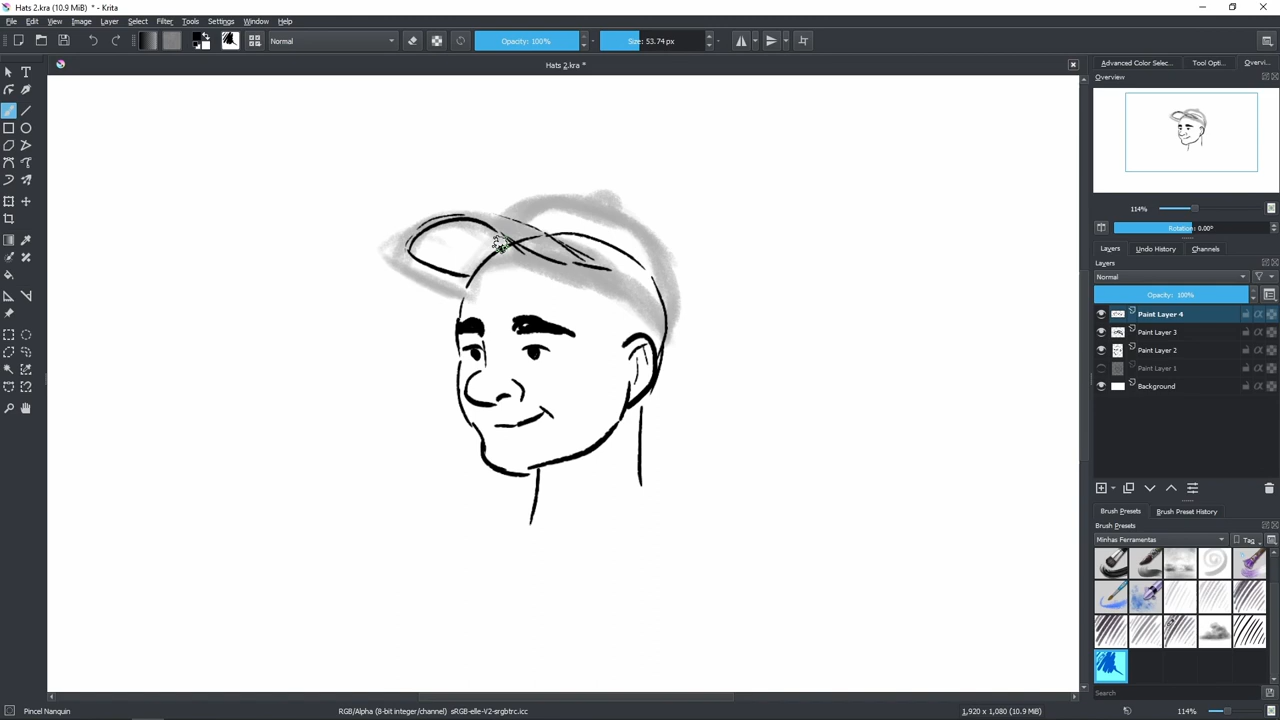 Hats 2.kra (10.9 MiB) * - Krita
File Edit View Image Layer Select Filter Tools Settings Window Help
Normal Opacity: 100% Size: 53.74 px
Hats 2.kra *
Advanced Color Selec... Tool Opti... Overvi...
Overview
114%
Rotation: 0.00°
Layers Undo History Channels
Layers
Normal
Opacity: 100%
Paint Layer 4
Paint Layer 3
Paint Layer 2
Paint Layer 1
Background
Brush Presets Brush Preset History
Brush Presets
Minhas Ferramentas Tag
Search
Pincel Nanquin RGB/Alpha (8-bit integer/channel) sRGB-elle-V2-srgbtrc.icc 1,920 x 1,080 (10.9 MiB) 114%